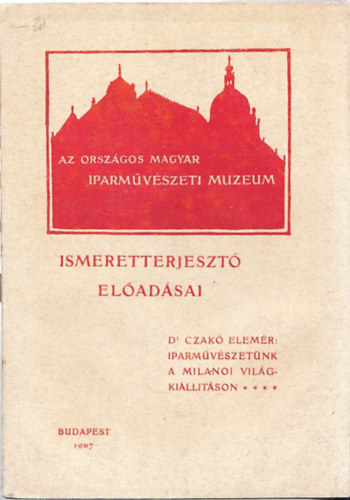 AZ ORSZÁGOS MAGYAR
IPARMŰVÉSZETI MUZEUM
ISMERETTERJESZTŐ
ELŐADÁSAI
Dr CZAKÓ ELEMÉR:
IPARMŰVÉSZETÜNK
A MILANOI VILÁG-
KIÁLLITÁSON ★ ★ ★ ★
BUDAPEST
1907